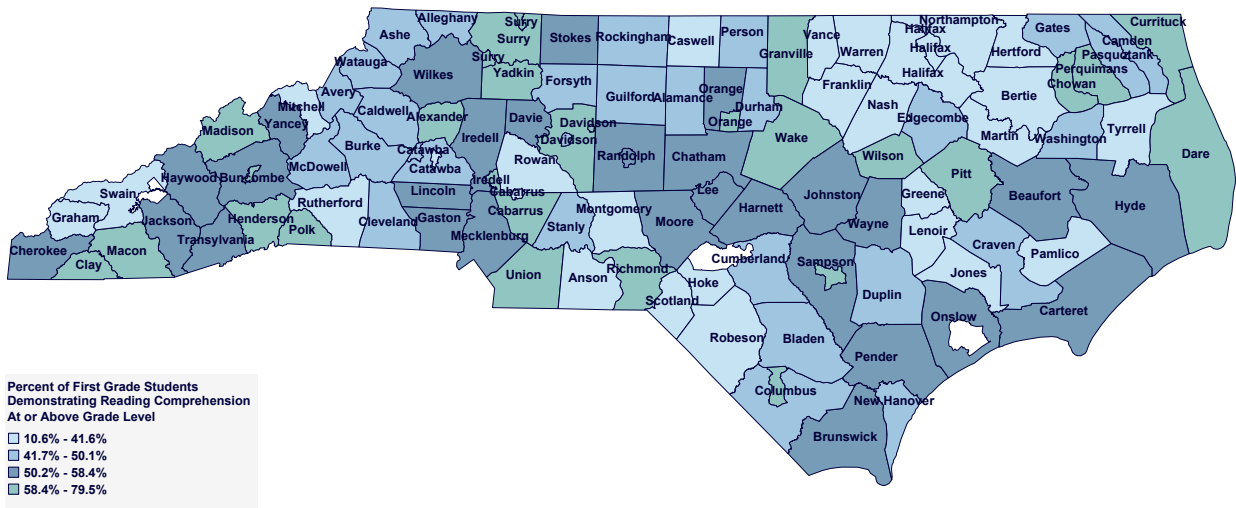 Alleghany
Ashe
Surry
Surry
Surry
Stokes
Rockingham
Caswell
Person
Granville
Vance
Warren
Northampton
Halifax
Halifax
Halifax
Hertford
Gates
Currituck
Camden
Pasquotank
Perquimans
Chowan
Watauga
Wilkes
Yadkin
Forsyth
Guilford
Alamance
Orange
Orange
Durham
Franklin
Nash
Edgecombe
Bertie
Martin
Washington
Tyrrell
Dare
Mitchell
Avery
Yancey
Caldwell
Alexander
Iredell
Iredell
Davie
Davidson
Davidson
Randolph
Chatham
Wake
Wilson
Pitt
Beaufort
Hyde
Madison
Burke
McDowell
Catawba
Catawba
Rowan
Haywood
Buncombe
Swain
Graham
Rutherford
Lincoln
Cabarrus
Cabarrus
Lee
Johnston
Greene
Jackson
Henderson
Polk
Cleveland
Gaston
Mecklenburg
Stanly
Montgomery
Moore
Harnett
Wayne
Lenoir
Craven
Pamlico
Transylvania
Cherokee
Clay
Macon
Union
Anson
Richmond
Scotland
Hoke
Cumberland
Sampson
Duplin
Jones
Onslow
Carteret
Robeson
Bladen
Pender
Columbus
New Hanover
Brunswick
Percent of First Grade Students
Demonstrating Reading Comprehension
At or Above Grade Level
10.6% - 41.6%
41.7% - 50.1%
50.2% - 58.4%
58.4% - 79.5%